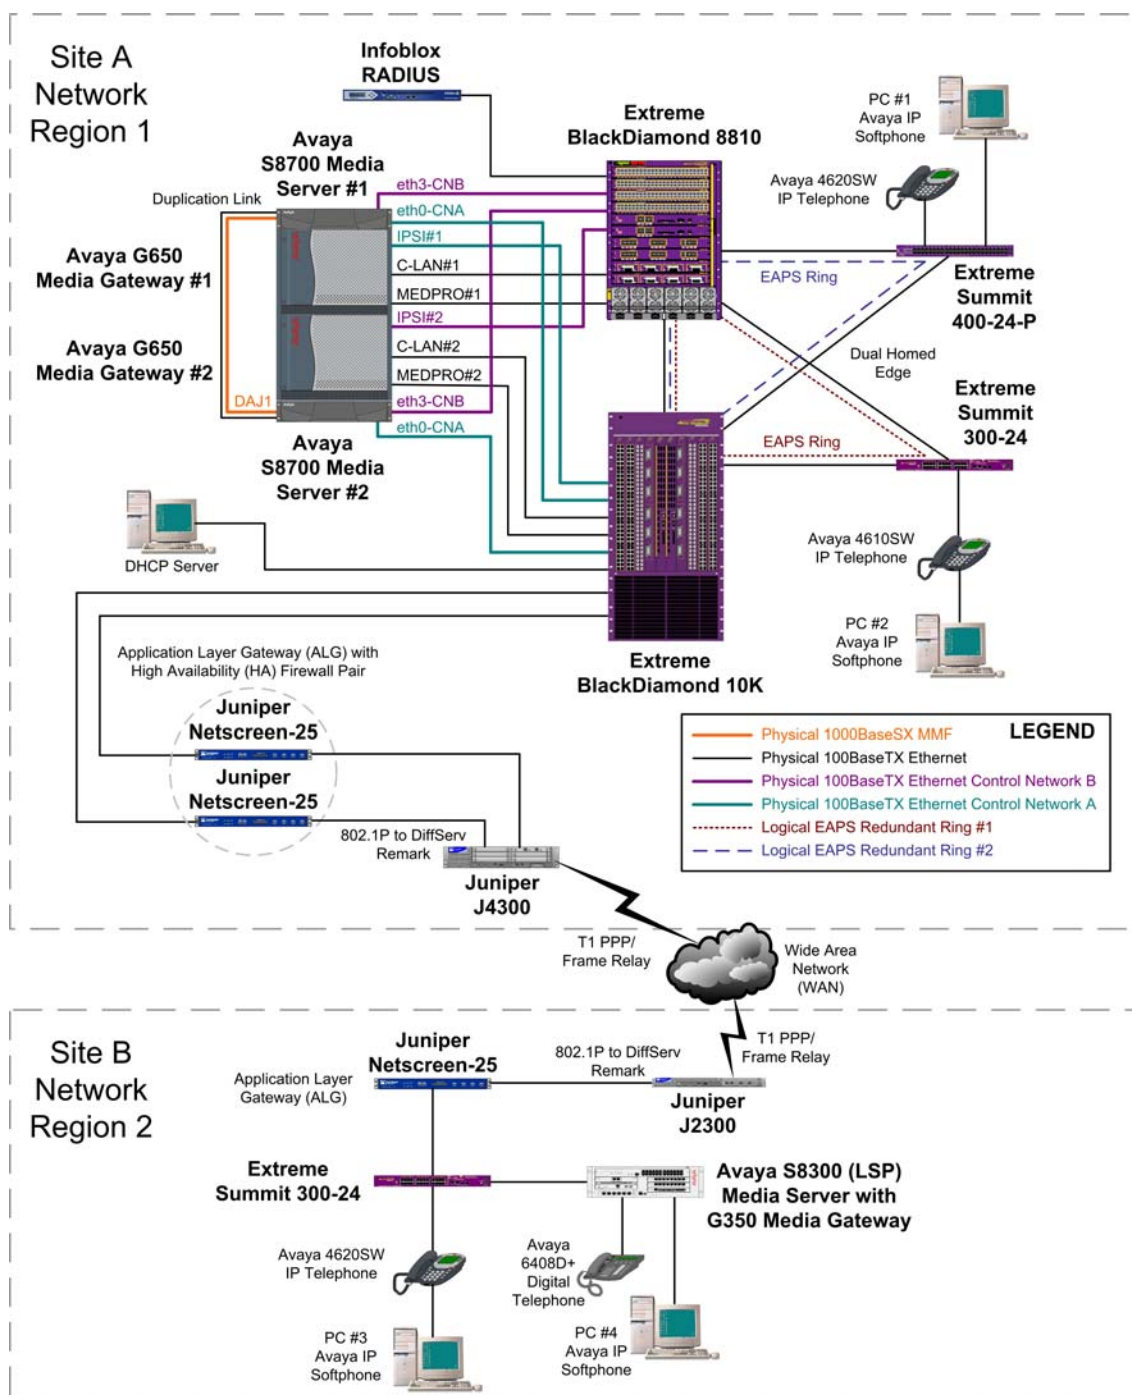 Site A
Network
Region 1
Infoblox
RADIUS
Extreme
BlackDiamond 8810
PC #1
Avaya IP
Softphone
Avaya 4620SW
IP Telephone
Avaya
S8700 Media
Server #1
Duplication Link
eth3-CNB
eth0-CNA
IPSI#1
C-LAN#1
MEDPRO#1
IPSI#2
C-LAN#2
MEDPRO#2
eth3-CNB
eth0-CNA
Avaya G650
Media Gateway #1
Avaya G650
Media Gateway #2
DAJ1
Avaya
S8700 Media
Server #2
EAPS Ring
Extreme
Summit
400-24-P
Dual Homed
Edge
Extreme
Summit
300-24
EAPS Ring
DHCP Server
Avaya 4610SW
IP Telephone
PC #2
Avaya IP
Softphone
Extreme
BlackDiamond 10K
Application Layer Gateway (ALG) with
High Availability (HA) Firewall Pair
Juniper
Netscreen-25
Juniper
Netscreen-25
802.1P to DiffServ
Remark
Juniper
J4300
LEGEND
Physical 1000BaseSX MMF
Physical 100BaseTX Ethernet
Physical 100BaseTX Ethernet Control Network B
Physical 100BaseTX Ethernet Control Network A
Logical EAPS Redundant Ring #1
Logical EAPS Redundant Ring #2
T1 PPP/
Frame Relay
Wide Area
Network
(WAN)
Site B
Network
Region 2
Juniper
Netscreen-25
Application Layer
Gateway (ALG)
802.1P to DiffServ
Remark
T1 PPP/
Frame Relay
Juniper
J2300
Extreme
Summit 300-24
Avaya S8300 (LSP)
Media Server with
G350 Media Gateway
Avaya 4620SW
IP Telephone
Avaya
6408D+
Digital
Telephone
PC #3
Avaya IP
Softphone
PC #4
Avaya IP
Softphone